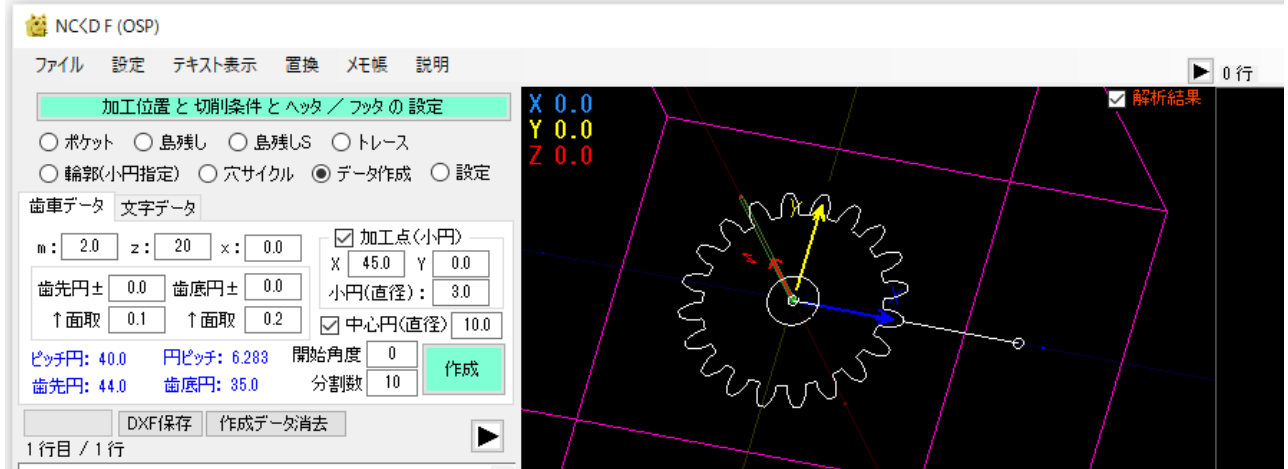 NC<D F (OSP)
ファイル 設定 テキスト表示 置換 メモ帳 説明
0 行
加工位置 と 切削条件 と ヘッタ / フッタ の 設定
ポケット 島残し 島残しS トレース
輪郭(小円指定) 穴サイクル データ作成 設定
歯車データ 文字データ
m : 2.0 z : 20 x : 0.0
加工点(小円)
X 45.0 Y 0.0
小円(直径) : 3.0
歯先円± 0.0 歯底円± 0.0
↑面取 0.1 ↑面取 0.2
中心円(直径) 10.0
ピッチ円: 40.0 円ピッチ: 6.283
歯先円: 44.0 歯底円: 35.0
開始角度 0
分割数 10
作成
DXF保存 作成データ消去
1 行目 / 1 行
X 0.0
Y 0.0
Z 0.0
解析結果
Y
X